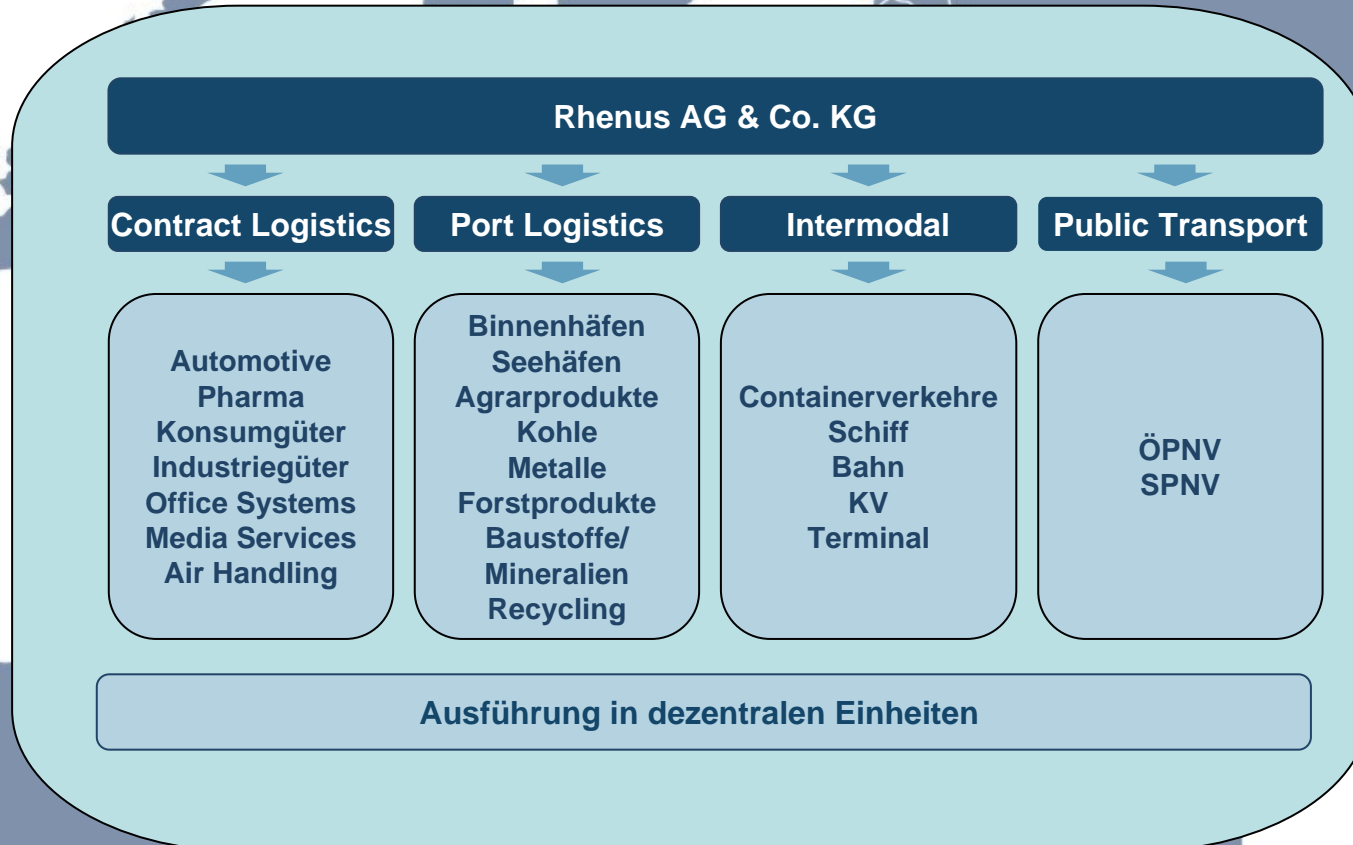 Rhenus AG & Co. KG
Contract Logistics
Port Logistics
Intermodal
Public Transport
Automotive
Pharma
Konsumgüter
Industriegüter
Office Systems
Media Services
Air Handling
Binnenhäfen
Seehäfen
Agrarprodukte
Kohle
Metalle
Forstprodukte
Baustoffe/
Mineralien
Recycling
Containerverkehre
Schiff
Bahn
KV
Terminal
ÖPNV
SPNV
Ausführung in dezentralen Einheiten